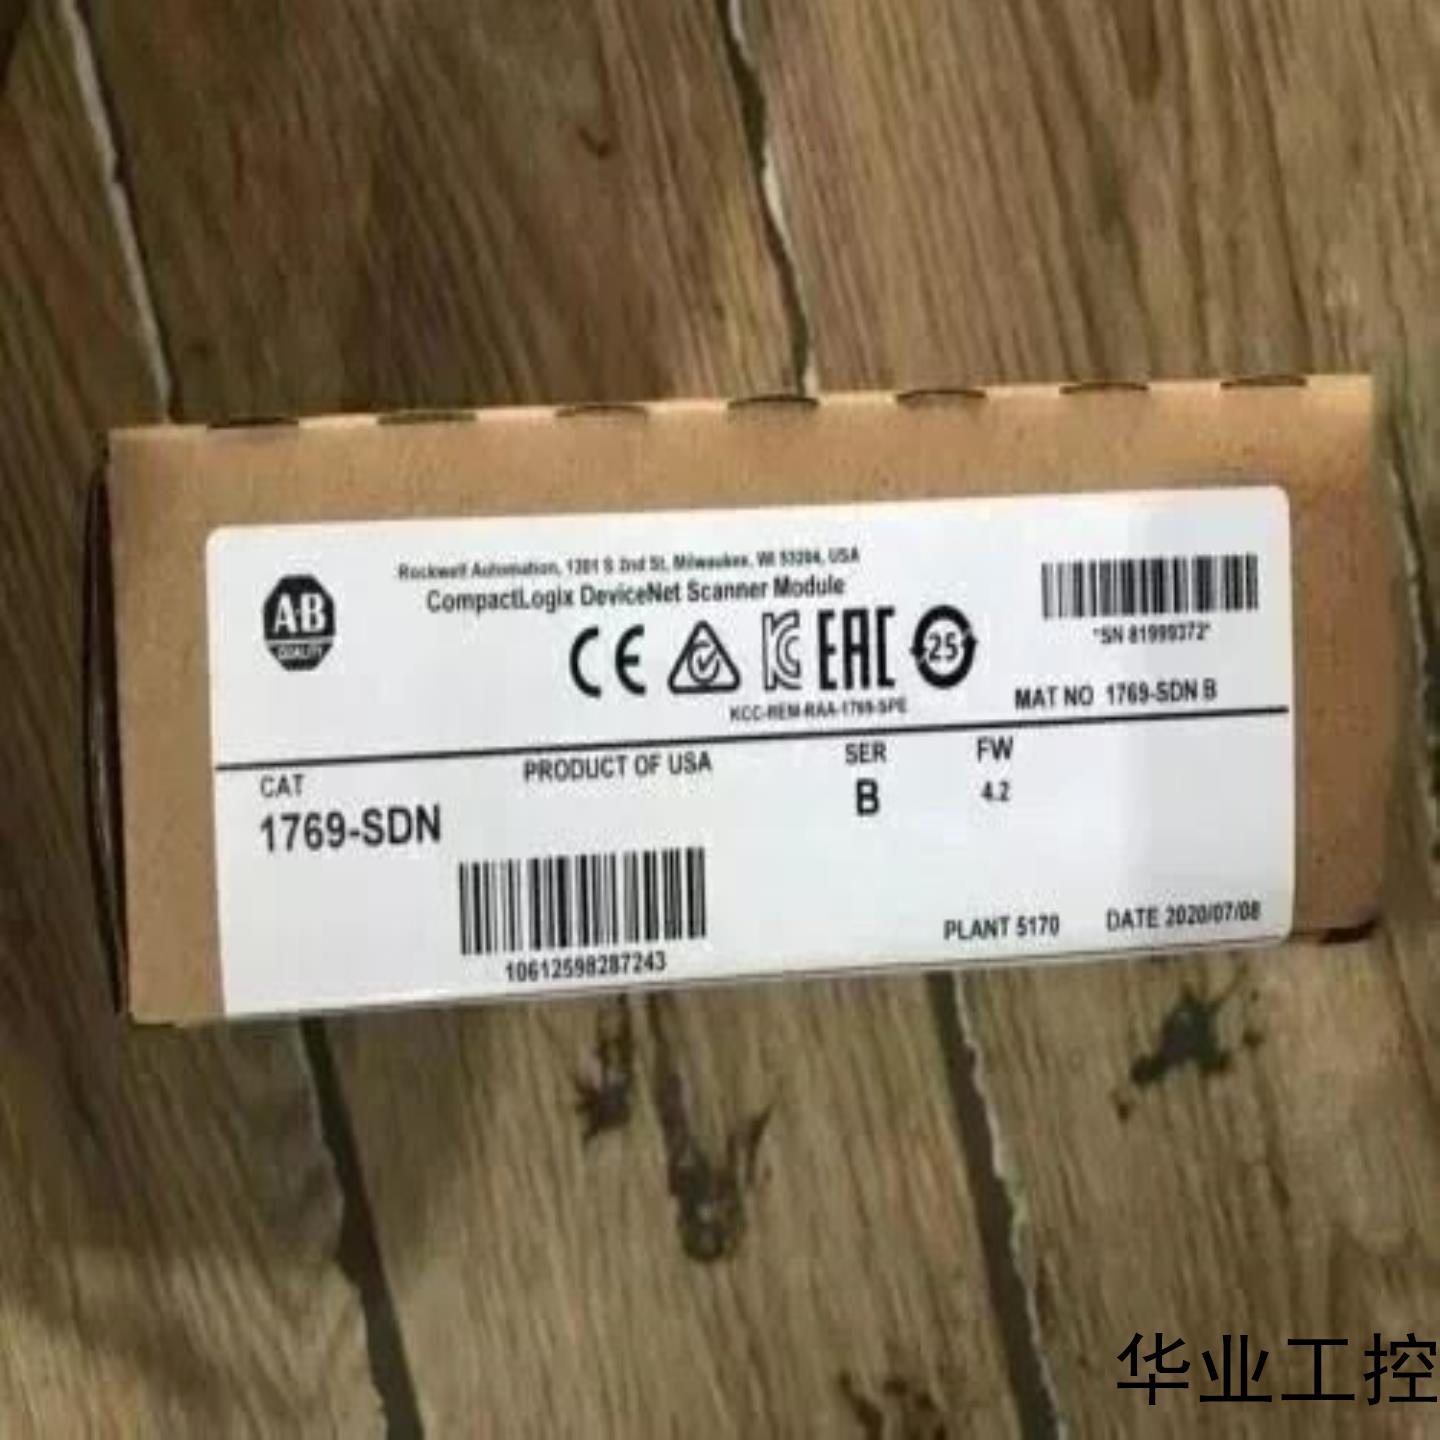 A-B
QUALITY
Rockwell Automation, 1201 S 2nd St, Milwaukee, WI 53204, USA
CompactLogix DeviceNet Scanner Module
CE KC EAC 25
KCC-REM-RAA-1769-SPE
*SN 81999372*
MAT NO 1769-SDN B
CAT
1769-SDN
PRODUCT OF USA
SER
B
FW
4.2
10612598287243
PLANT 5170 DATE 2020/07/08
华业工控